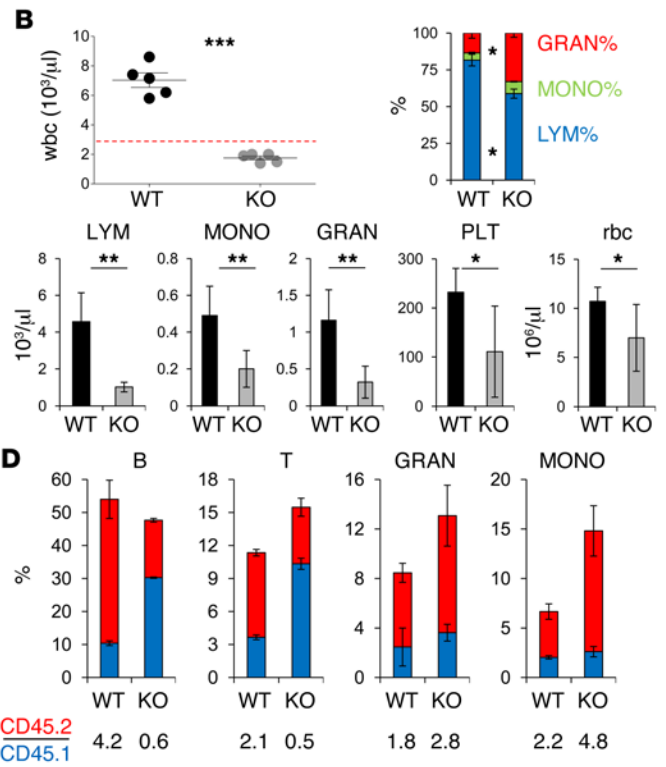 B
wbc (10³/µl)
10
8
6
4
2
0
***
WT KO
%
100
75
50
25
0
*
*
WT KO
GRAN%
MONO%
LYM%
LYM
10³/µl
8
6
4
2
0
**
WT KO
MONO
0.8
0.6
0.4
0.2
0
**
WT KO
GRAN
2
1.5
1
0.5
0
**
WT KO
PLT
300
200
100
0
*
WT KO
rbc
10⁶/µl
15
10
5
0
*
WT KO
D
B
%
60
50
40
30
20
10
0
WT KO
T
18
15
12
9
6
3
0
WT KO
GRAN
16
12
8
4
0
WT KO
MONO
20
15
10
5
0
WT KO
CD45.2
CD45.1
4.2 0.6 2.1 0.5 1.8 2.8 2.2 4.8